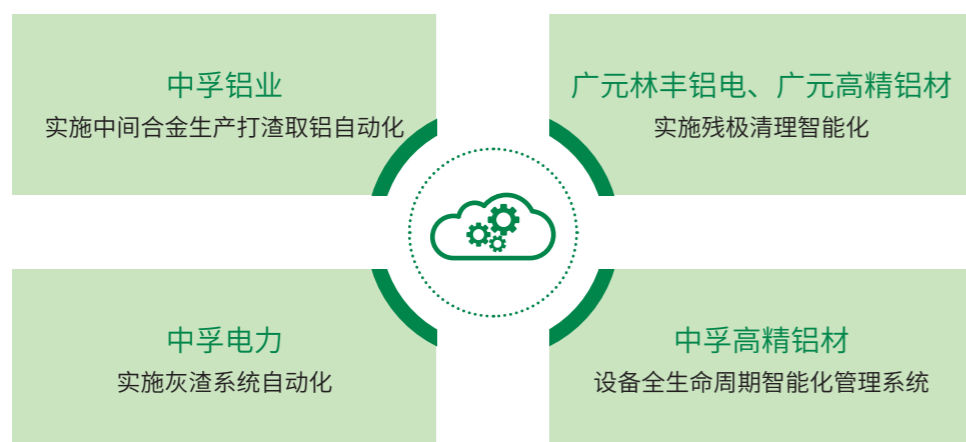 中孚铝业
实施中间合金生产打渣取铝自动化
广元林丰铝电、广元高精铝材
实施残极清理智能化
中孚电力
实施灰渣系统自动化
中孚高精铝材
设备全生命周期智能化管理系统